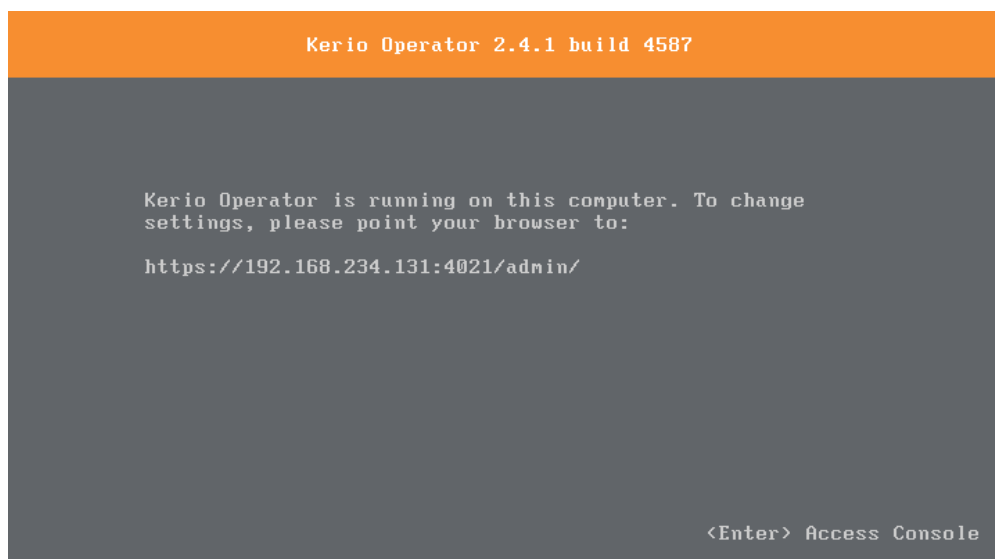 Kerio Operator 2.4.1 build 4587
Kerio Operator is running on this computer. To change
settings, please point your browser to:
https://192.168.234.131:4021/admin/
<Enter> Access Console